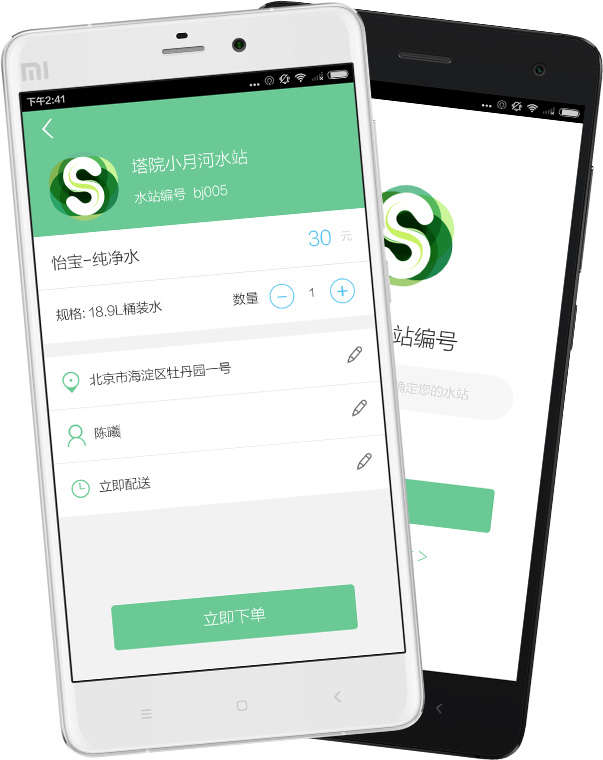 下午2:41
塔院小月河水站
水站编号 bj005
怡宝-纯净水
30 元
规格: 18.9L桶装水
数量
1
北京市海淀区牡丹园一号
陈曦
立即配送
立即下单
站编号
确定您的水站